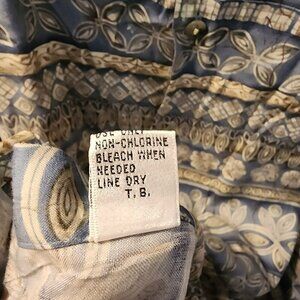 USE ONLY
NON-CHLORINE
BLEACH WHEN
NEEDED
LINE DRY
T.B.